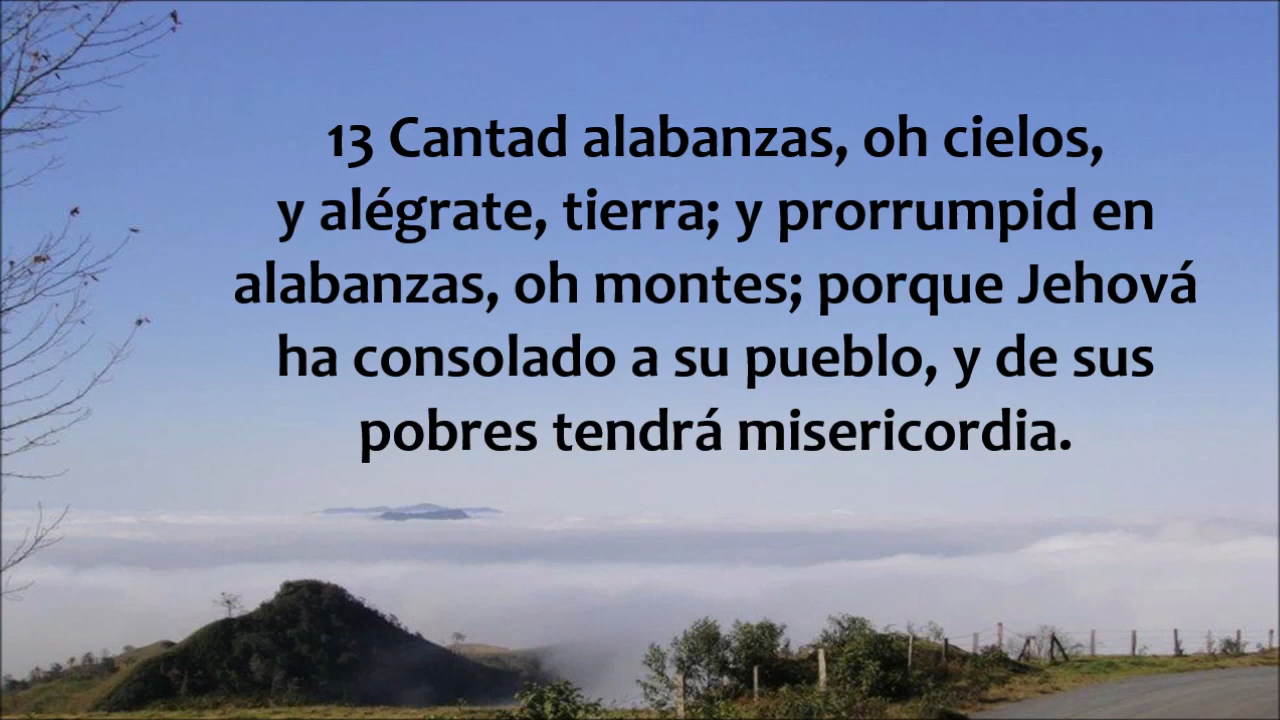 13 Cantad alabanzas, oh cielos,
y alégrate, tierra; y prorrumpid en
alabanzas, oh montes; porque Jehová
ha consolado a su pueblo, y de sus
pobres tendrá misericordia.